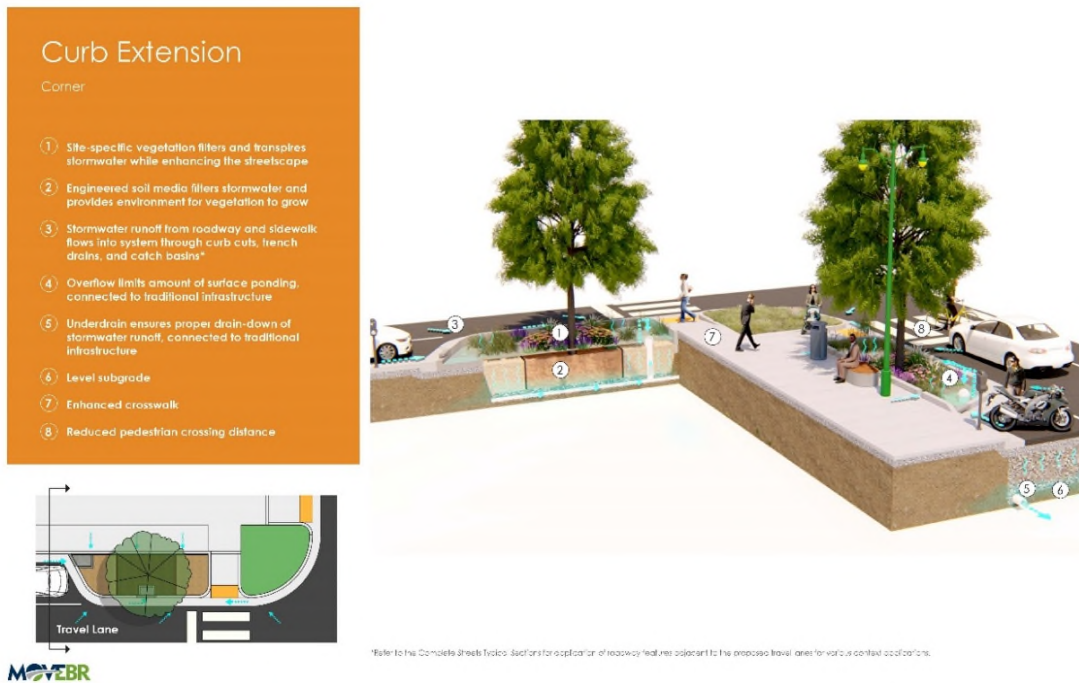 Curb Extension
Corner
1 Site-specific vegetation filters and transpires
stormwater while enhancing the streetscape
2 Engineered soil media filters stormwater and
provides environment for vegetation to grow
3 Stormwater runoff from roadway and sidewalk
flows into system through curb cuts, trench
drains, and catch basins*
4 Overflow limits amount of surface ponding,
connected to traditional infrastructure
5 Underdrain ensures proper drain-down of
stormwater runoff, connected to traditional
infrastructure
6 Level subgrade
7 Enhanced crosswalk
8 Reduced pedestrian crossing distance
3
1
2
7
8
4
5
6
Travel Lane
*Refer to the Complete Streets Typical Sections for application of roadway features adjacent to the proposed travel lanes for various context applications.
MOVEBR